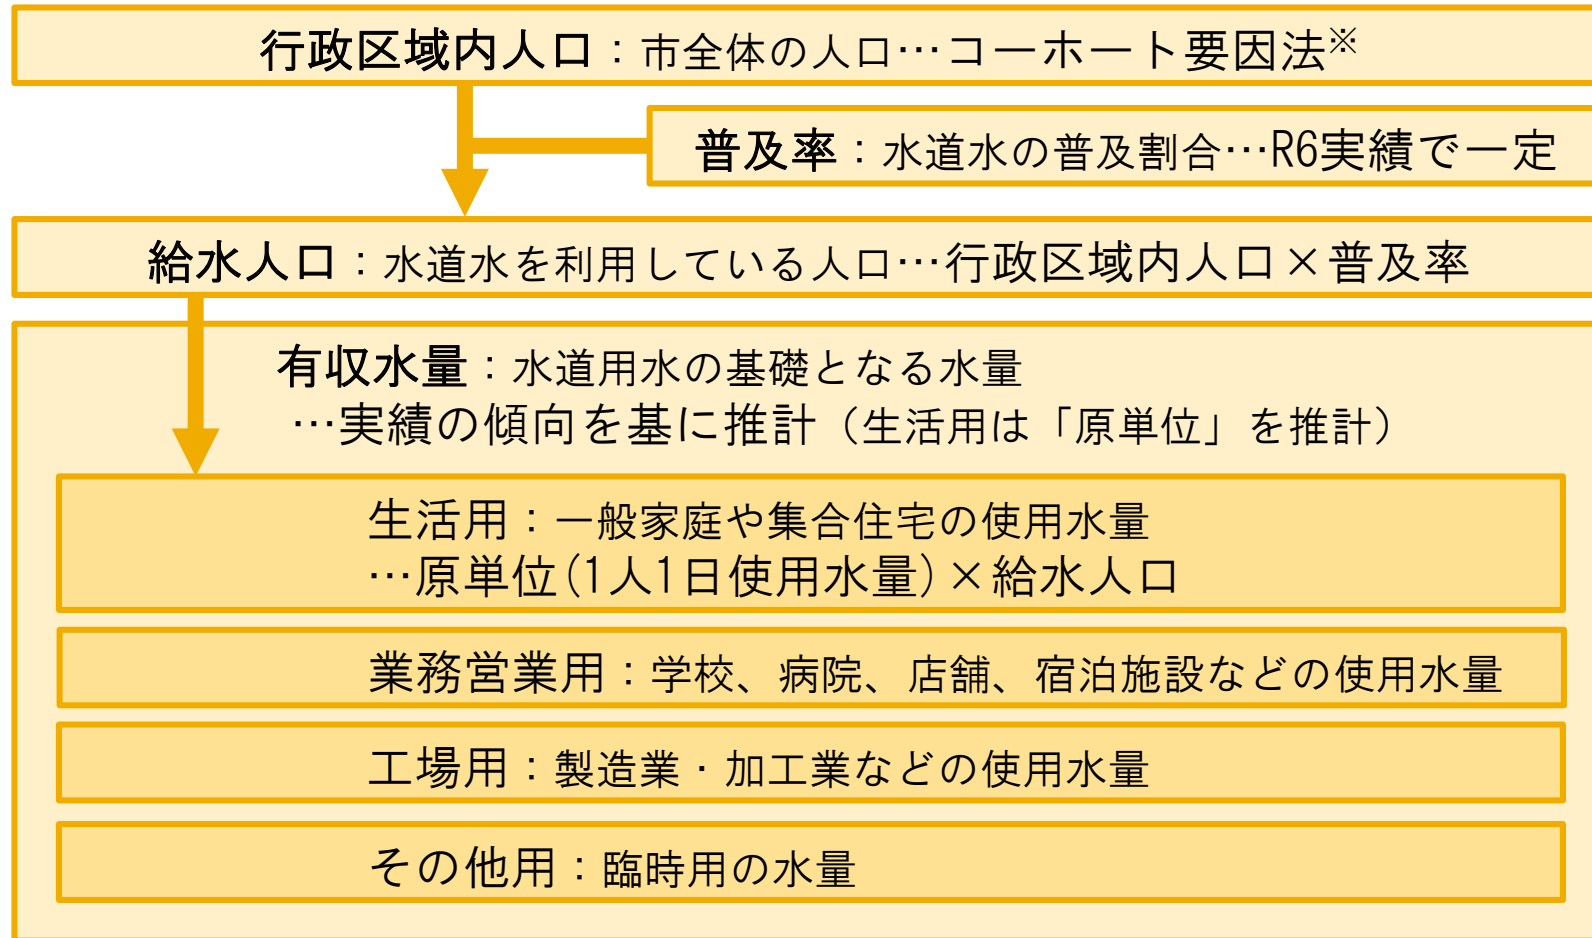 行政区域内人口：市全体の人口…コーホート要因法※
普及率：水道水の普及割合…R6実績で一定
給水人口：水道水を利用している人口…行政区域内人口×普及率
有収水量：水道用水の基礎となる水量
…実績の傾向を基に推計（生活用は「原単位」を推計）
生活用：一般家庭や集合住宅の使用水量
…原単位(1人1日使用水量)×給水人口
業務営業用：学校、病院、店舗、宿泊施設などの使用水量
工場用：製造業・加工業などの使用水量
その他用：臨時用の水量